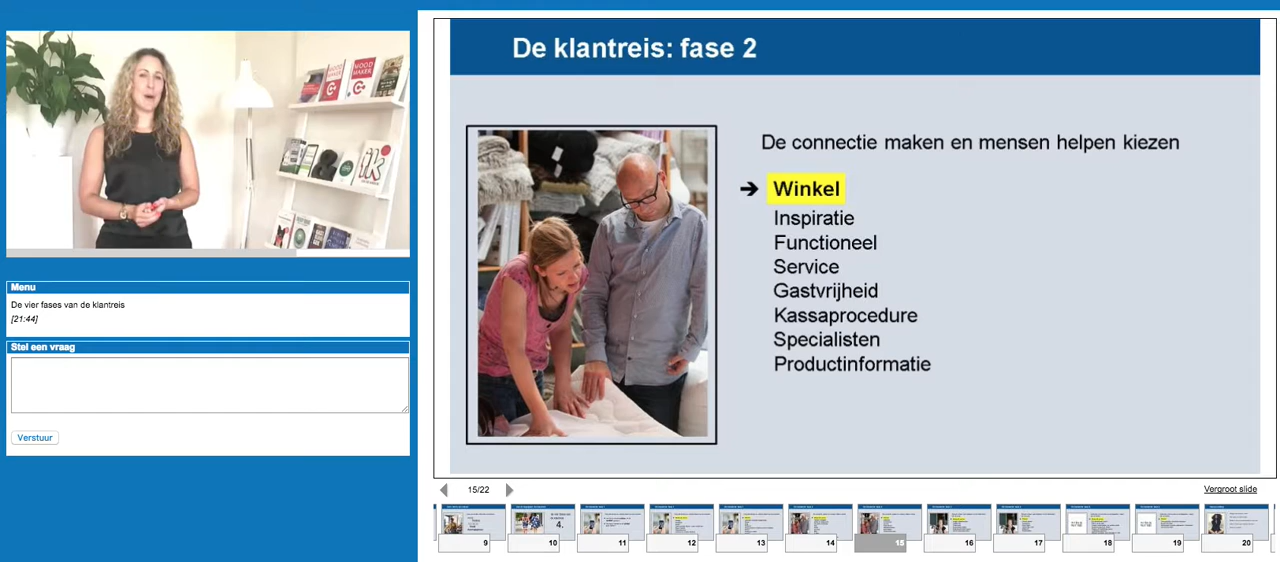 MOOD
MAKER
De klantreis: fase 2
De connectie maken en mensen helpen kiezen
➔ Winkel
Inspiratie
Functioneel
Service
Gastvrijheid
Kassaprocedure
Specialisten
Productinformatie
Menu
De vier fases van de klantreis
[21:44]
Stel een vraag
Verstuur
15/22
Vergroot slide
9
10
11
12
13
14
15
16
17
18
19
20